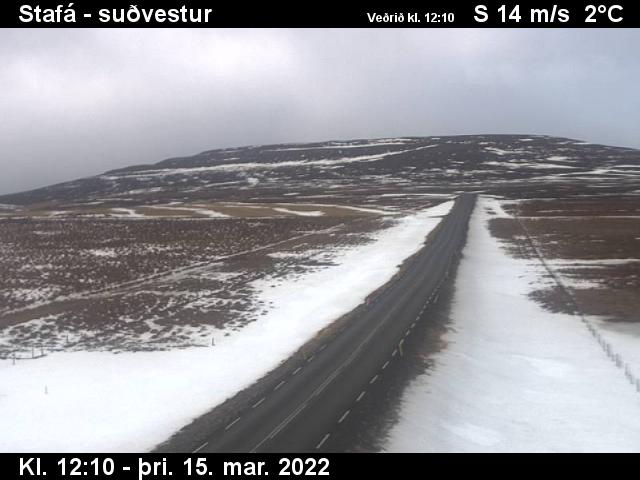 Stafá - suðvestur
Veðrið kl. 12:10 S 14 m/s 2°C
Kl. 12:10 - þri. 15. mar. 2022